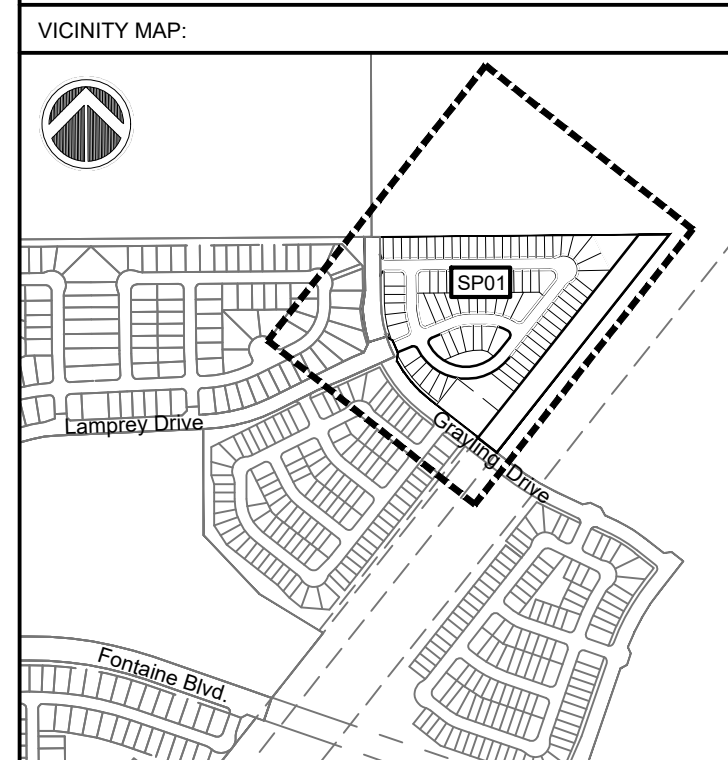 VICINITY MAP:
SP01
Lamprey Drive
Grayling Drive
Fontaine Blvd.